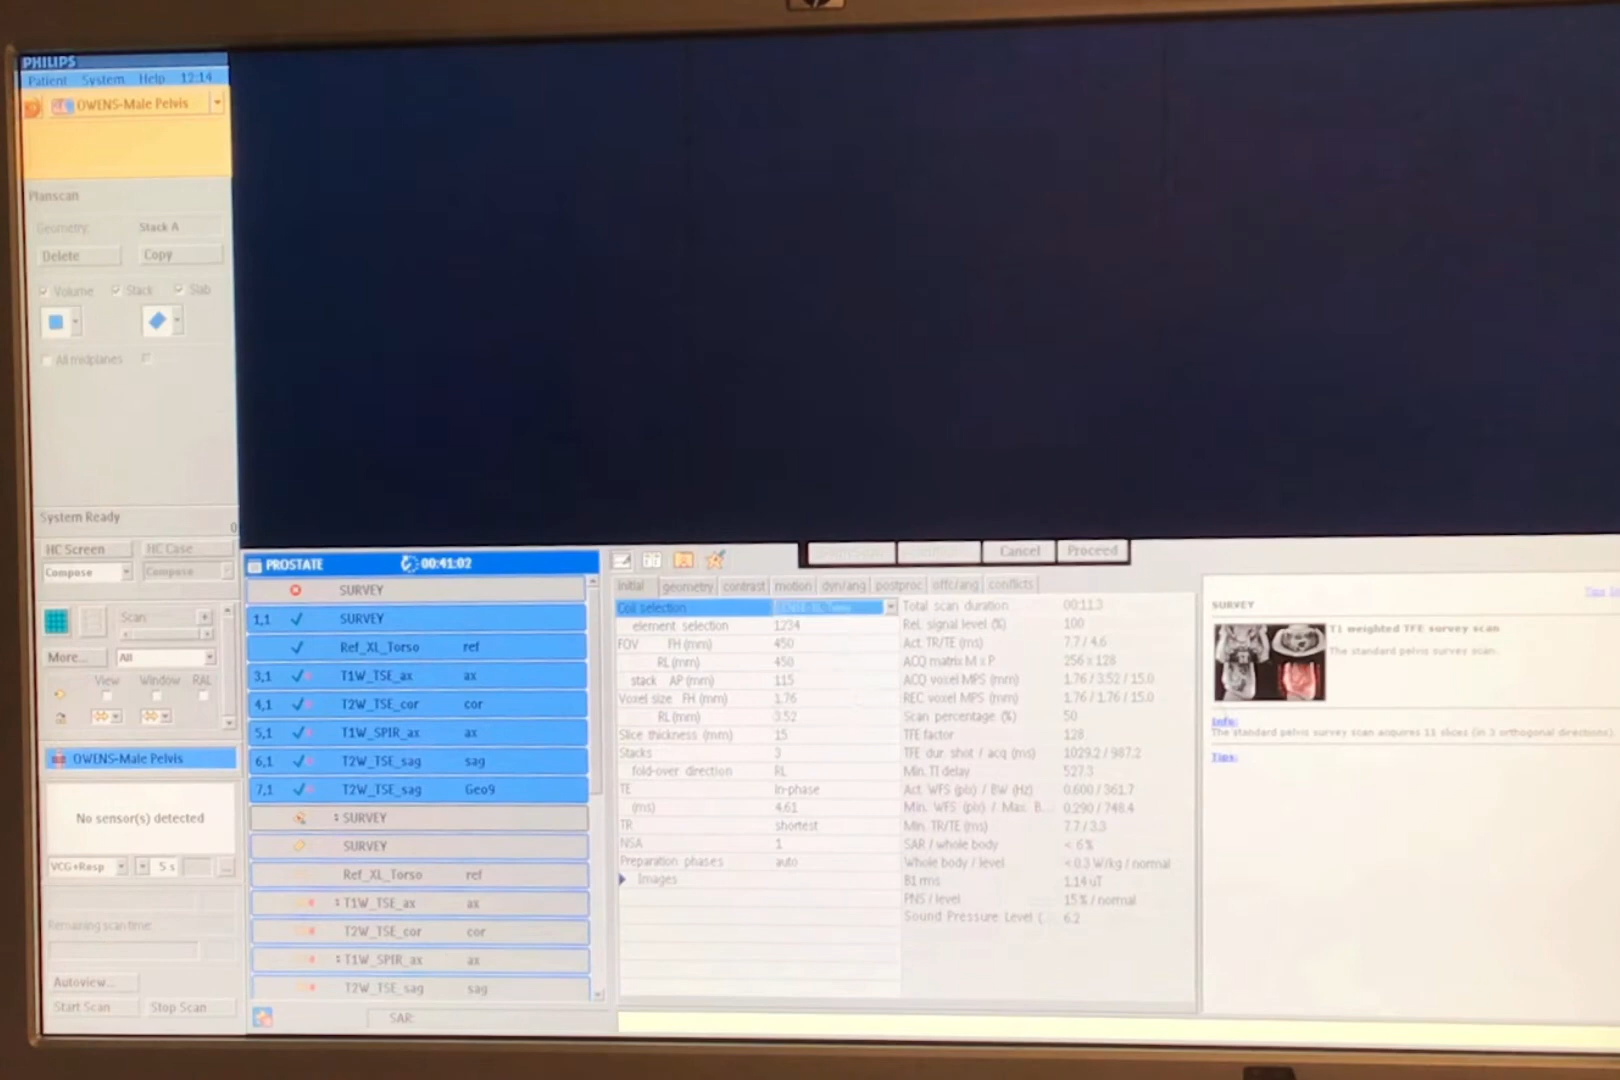 PHILIPS
Patient System Help 12:14
OWENS-Male Pelvis
Planscan
Geometry: Stack A
Delete Copy
Volume Stack Slab
All midplanes
System Ready
0
HC Screen HC Case
Compose Compose
Scan:
More... All
View Window RAL
OWENS-Male Pelvis
No sensor(s) detected
VCG+Resp 5 s ...
Remaining scan time:
Autoview...
Start Scan Stop Scan
PROSTATE 00:41:02
SURVEY
1,1 SURVEY
Ref_XL_Torso ref
3,1 T1W_TSE_ax ax
4,1 T2W_TSE_cor cor
5,1 T1W_SPIR_ax ax
6,1 T2W_TSE_sag sag
7,1 T2W_TSE_sag Geo9
SURVEY
SURVEY
Ref_XL_Torso ref
T1W_TSE_ax ax
T2W_TSE_cor cor
T1W_SPIR_ax ax
T2W_TSE_sag sag
SAR:
Cancel Proceed
initial geometry contrast motion dyn/ang postproc offc/ang conflicts
Coil selection
element selection 1234
FOV FH (mm) 450
RL (mm) 450
stack AP (mm) 115
Voxel size FH (mm) 1.76
RL (mm) 3.52
Slice thickness (mm) 15
Stacks 3
fold-over direction RL
TE in-phase
(ms) 4.61
TR shortest
NSA 1
Preparation phases auto
Images
Total scan duration 00:11.3
Rel. signal level (%) 100
Act. TR/TE (ms) 7.7 / 4.6
ACQ matrix M x P 256 x 128
ACQ voxel MPS (mm) 1.76 / 3.52 / 15.0
REC voxel MPS (mm) 1.76 / 1.76 / 15.0
Scan percentage (%) 50
TFE factor 128
TFE dur. shot / acq (ms) 1029.2 / 987.2
Min. TI delay 527.3
Act. WFS (pix) / BW (Hz) 0.600 / 361.7
Min. WFS (pix) / Max. B... 0.290 / 748.4
Min. TR/TE (ms) 7.7 / 3.3
SAR / whole body < 6 %
Whole body / level < 0.3 W/kg / normal
B1 rms 1.14 uT
PNS / level 15 % / normal
Sound Pressure Level ( 6.2
SURVEY
T1 weighted TFE survey scan
The standard pelvis survey scan.
Info:
The standard pelvis survey scan acquires 11 slices (in 3 orthogonal directions)
Tips: